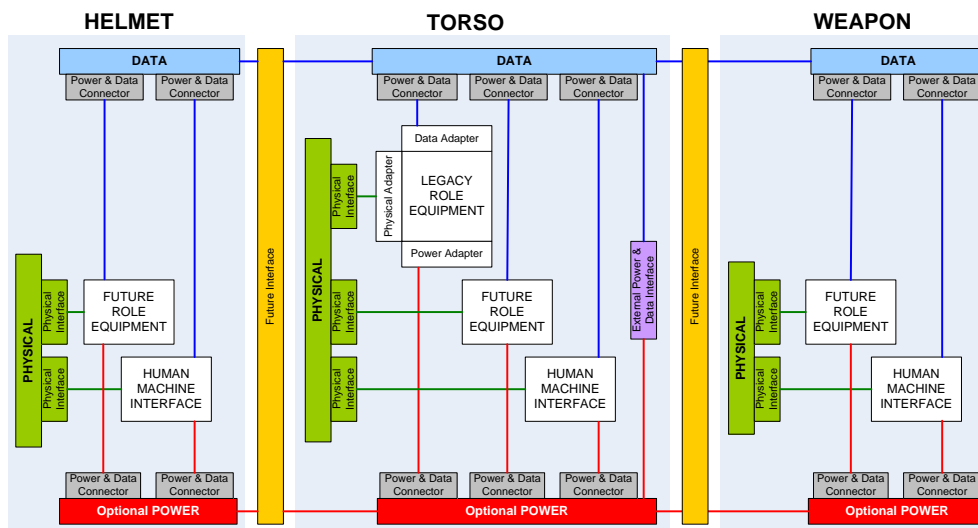 HELMET
TORSO
WEAPON
DATA
DATA
DATA
Power & Data
Connector
Power & Data
Connector
Power & Data
Connector
Power & Data
Connector
Power & Data
Connector
Power & Data
Connector
Power & Data
Connector
Data Adapter
Physical Adapter
LEGACY
ROLE
EQUIPMENT
Power Adapter
Physical
Interface
PHYSICAL
Physical
Interface
FUTURE
ROLE
EQUIPMENT
Physical
Interface
HUMAN
MACHINE
INTERFACE
Future Interface
PHYSICAL
Physical
Interface
FUTURE
ROLE
EQUIPMENT
Physical
Interface
HUMAN
MACHINE
INTERFACE
External Power &
Data Interface
Future Interface
PHYSICAL
Physical
Interface
FUTURE
ROLE
EQUIPMENT
Physical
Interface
HUMAN
MACHINE
INTERFACE
Power & Data
Connector
Power & Data
Connector
Power & Data
Connector
Power & Data
Connector
Power & Data
Connector
Power & Data
Connector
Power & Data
Connector
Optional POWER
Optional POWER
Optional POWER